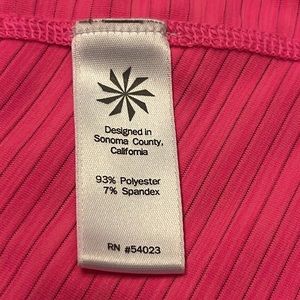 Designed in
Sonoma County,
California
93% Polyester
7% Spandex
RN #54023